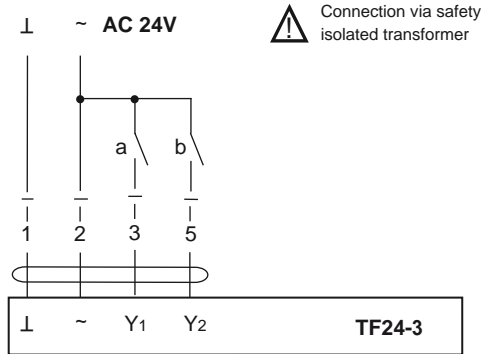 ⊥ ~ AC 24V
Connection via safety
isolated transformer
a b
1 2 3 5
⊥ ~ Y1 Y2 TF24-3